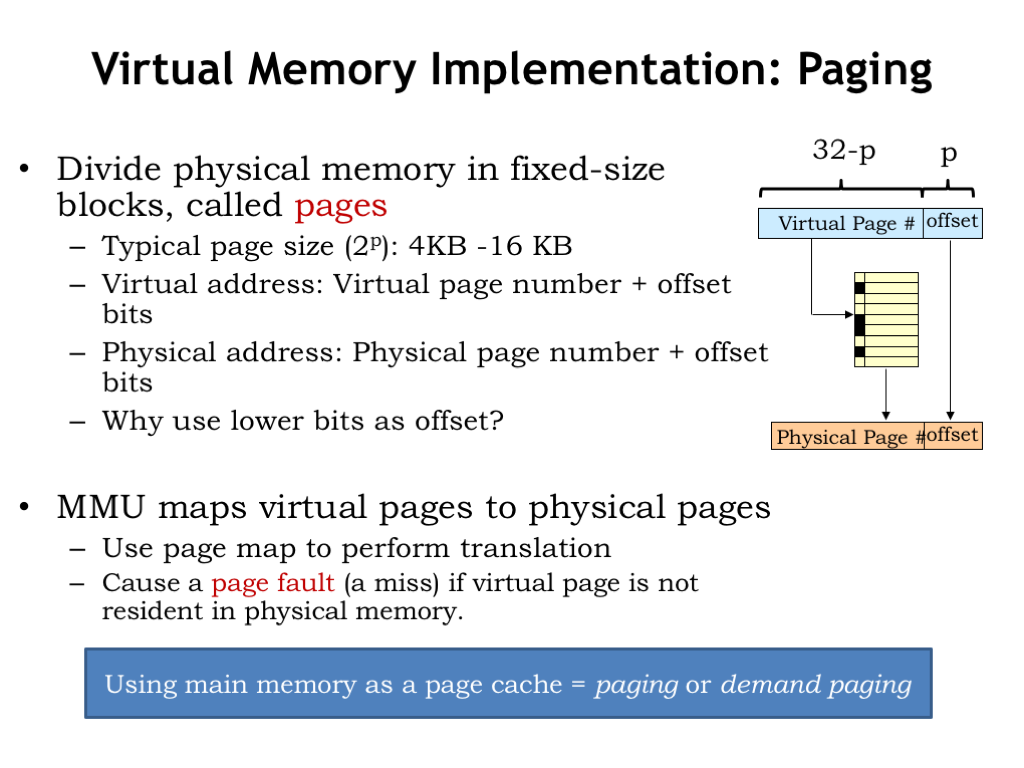 Virtual Memory Implementation: Paging
• Divide physical memory in fixed-size
blocks, called pages
– Typical page size (2ᵖ): 4KB -16 KB
– Virtual address: Virtual page number + offset
bits
– Physical address: Physical page number + offset
bits
– Why use lower bits as offset?
• MMU maps virtual pages to physical pages
– Use page map to perform translation
– Cause a page fault (a miss) if virtual page is not
resident in physical memory.
32-p p
Virtual Page # offset
Physical Page # offset
Using main memory as a page cache = paging or demand paging